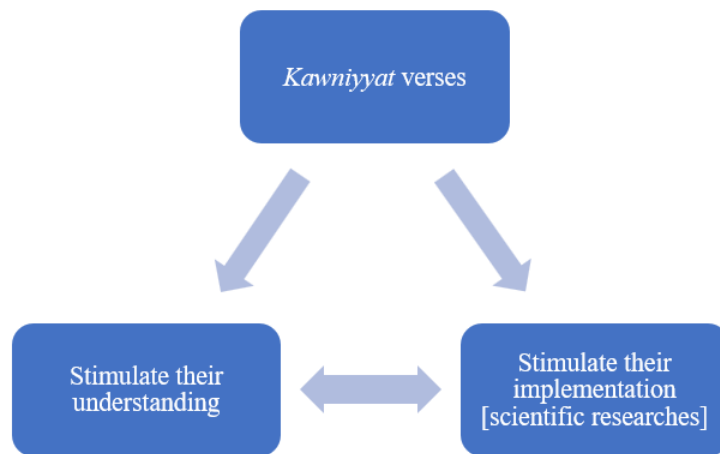 Kawniyyat verses
Stimulate their
understanding
Stimulate their
implementation
[scientific researches]